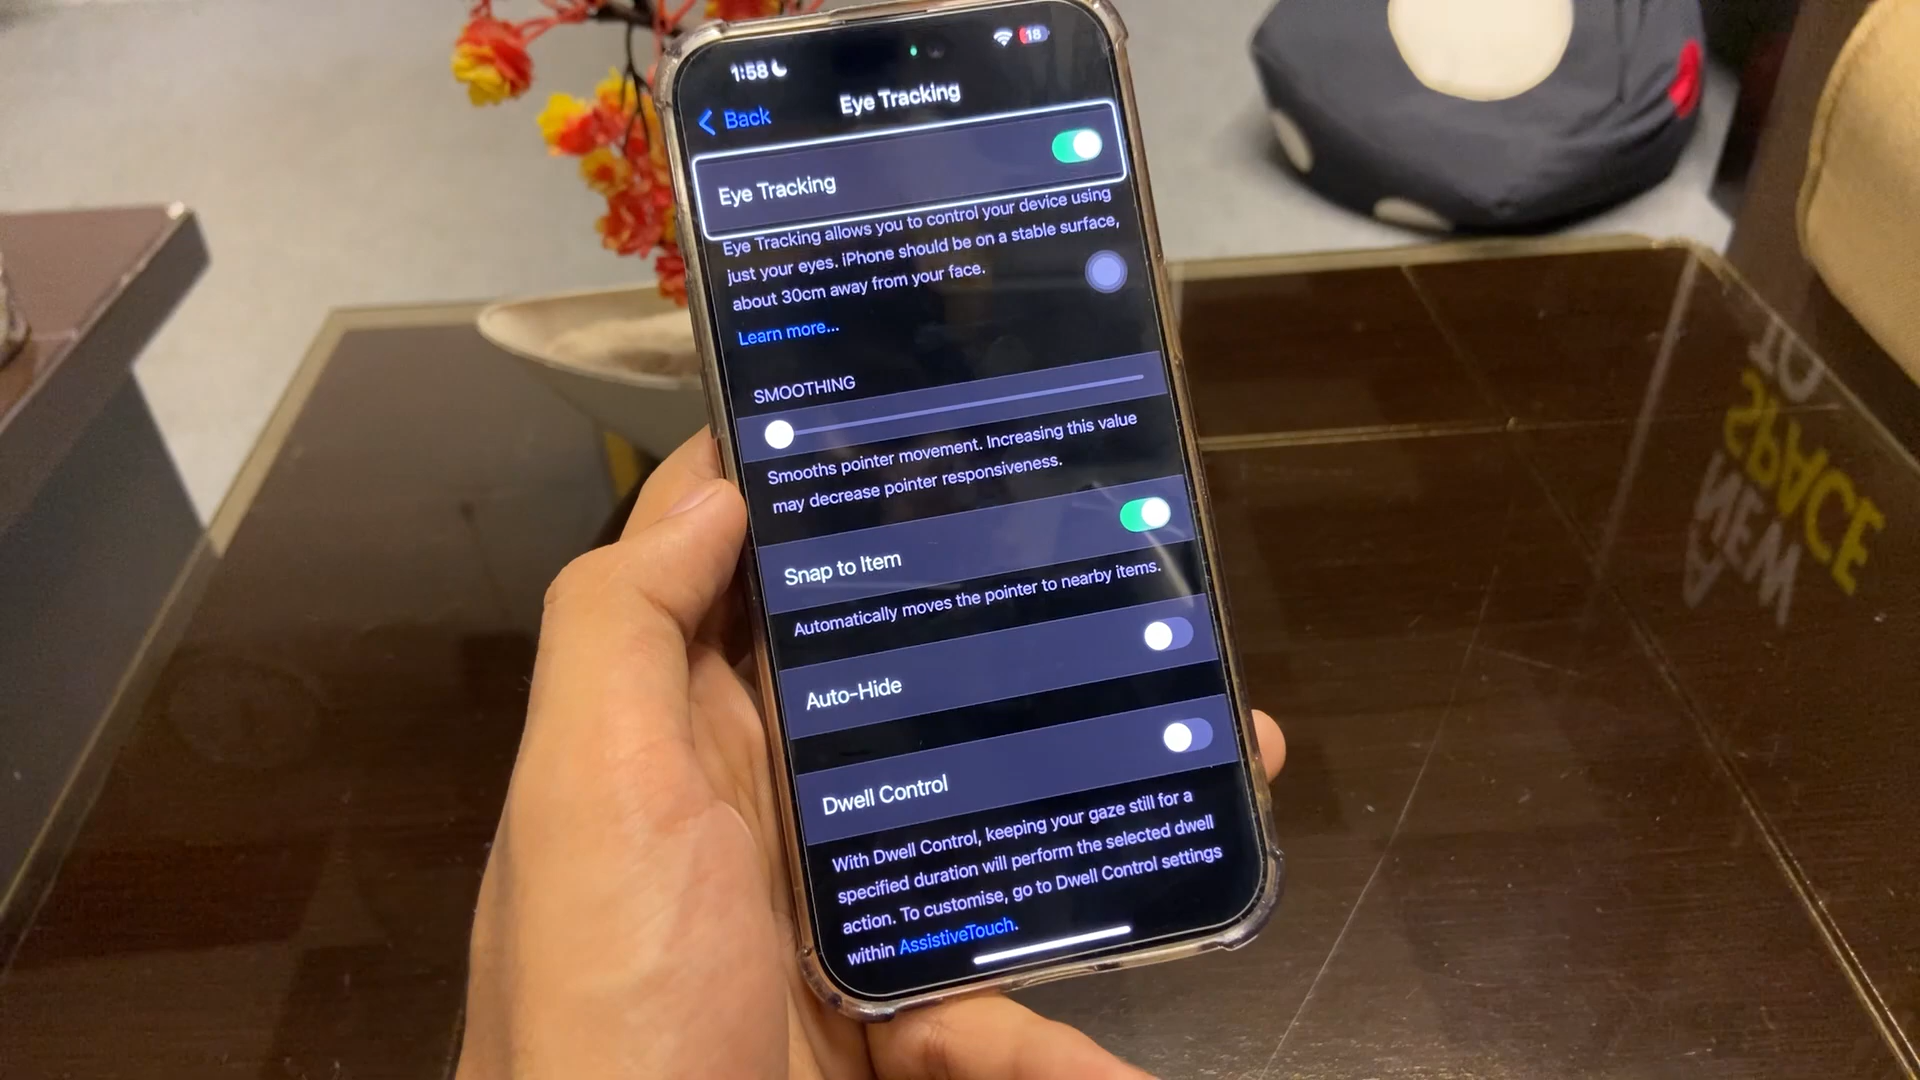 1:58
18
Back
Eye Tracking
Eye Tracking
Eye Tracking allows you to control your device using
just your eyes. iPhone should be on a stable surface,
about 30cm away from your face.
Learn more...
SMOOTHING
Smooths pointer movement. Increasing this value
may decrease pointer responsiveness.
Snap to Item
Automatically moves the pointer to nearby items.
Auto-Hide
Dwell Control
With Dwell Control, keeping your gaze still for a
specified duration will perform the selected dwell
action. To customise, go to Dwell Control settings
within AssistiveTouch.
A
NEW
SPACE
TO